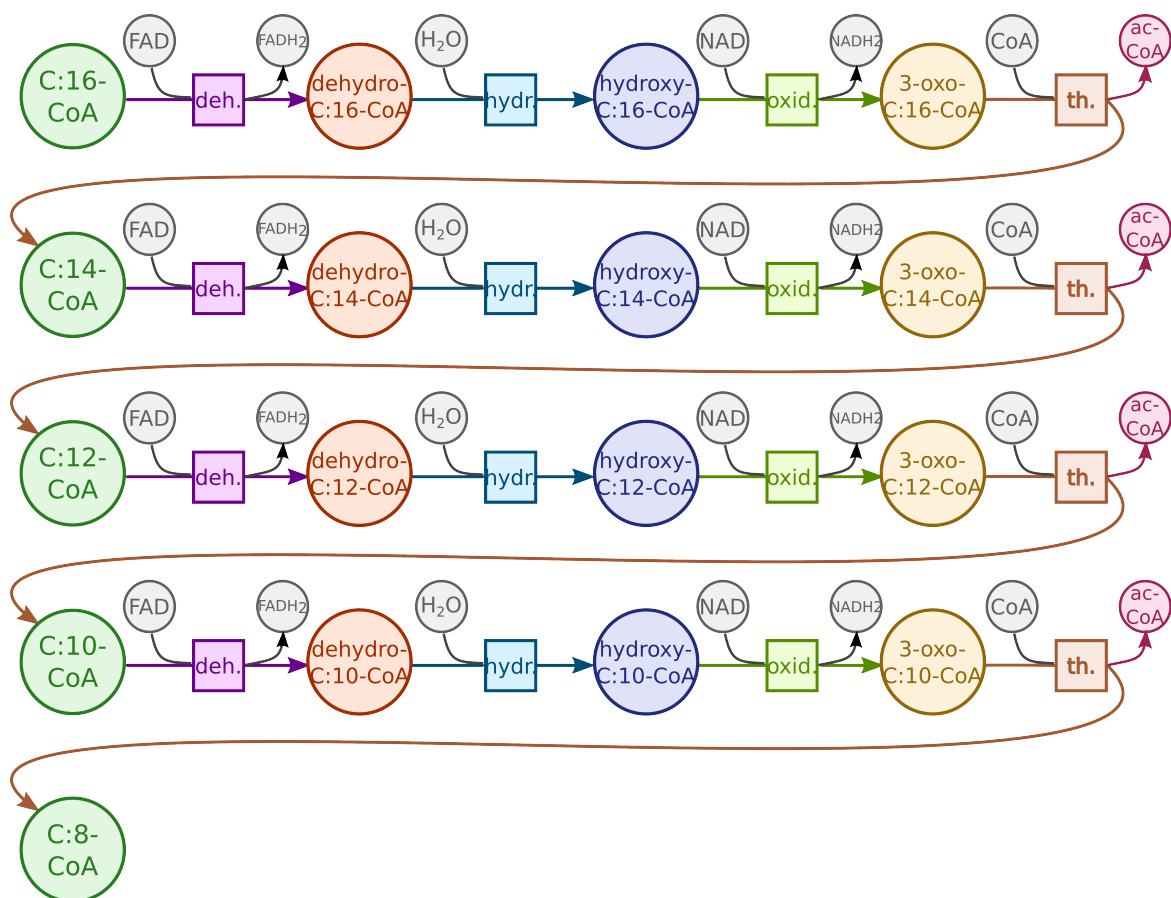 FAD
FADH2
H2O
NAD
NADH2
CoA
ac-
CoA
C:16-
CoA
deh.
dehydro-
C:16-CoA
hydr.
hydroxy-
C:16-CoA
oxid.
3-oxo-
C:16-CoA
th.
FAD
FADH2
H2O
NAD
NADH2
CoA
ac-
CoA
C:14-
CoA
deh.
dehydro-
C:14-CoA
hydr.
hydroxy-
C:14-CoA
oxid.
3-oxo-
C:14-CoA
th.
FAD
FADH2
H2O
NAD
NADH2
CoA
ac-
CoA
C:12-
CoA
deh.
dehydro-
C:12-CoA
hydr.
hydroxy-
C:12-CoA
oxid.
3-oxo-
C:12-CoA
th.
FAD
FADH2
H2O
NAD
NADH2
CoA
ac-
CoA
C:10-
CoA
deh.
dehydro-
C:10-CoA
hydr.
hydroxy-
C:10-CoA
oxid.
3-oxo-
C:10-CoA
th.
C:8-
CoA